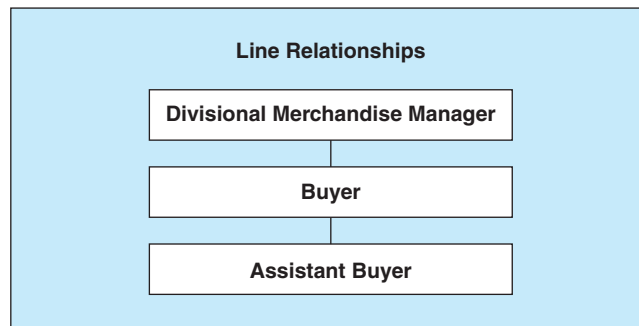 Line Relationships
Divisional Merchandise Manager
Buyer
Assistant Buyer